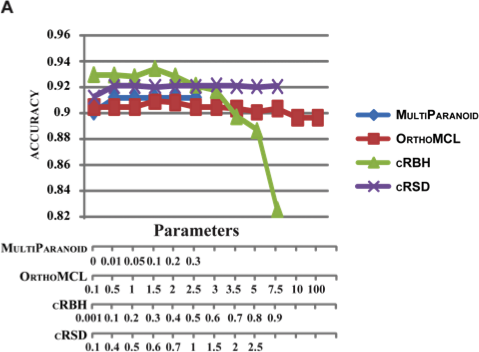 A
0.96
0.94
0.92
0.9
0.88
0.86
0.84
0.82
ACCURACY
MULTIPARANOID
ORTHOMCL
CRBH
CRSD
Parameters
MULTIPARANOID
0 0.01 0.05 0.1 0.2 0.3
ORTHOMCL
0.1 0.5 1 1.5 2 2.5 3 3.5 5 7.5 10 100
CRBH
0.001 0.1 0.2 0.3 0.4 0.5 0.6 0.7 0.8 0.9
CRSD
0.1 0.4 0.5 0.6 0.7 1 1.5 2 2.5